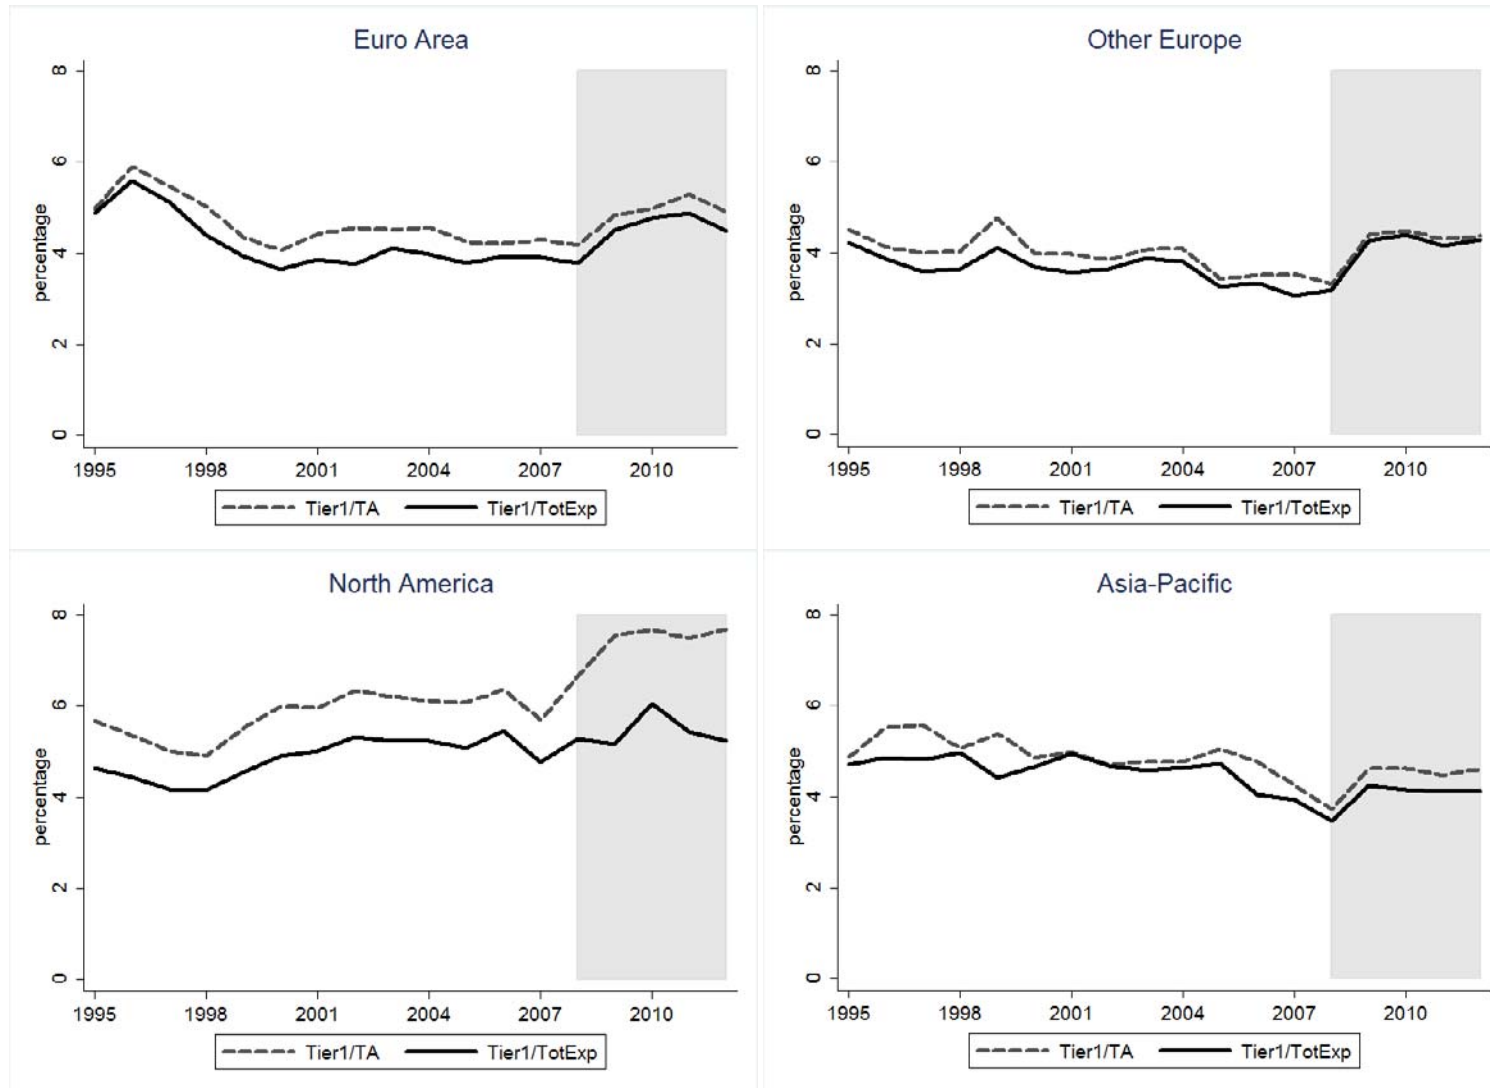 Euro Area
percentage
8
6
4
2
0
1995 1998 2001 2004 2007 2010
Tier1/TA Tier1/TotExp
Other Europe
percentage
8
6
4
2
0
1995 1998 2001 2004 2007 2010
Tier1/TA Tier1/TotExp
North America
percentage
8
6
4
2
0
1995 1998 2001 2004 2007 2010
Tier1/TA Tier1/TotExp
Asia-Pacific
percentage
8
6
4
2
0
1995 1998 2001 2004 2007 2010
Tier1/TA Tier1/TotExp